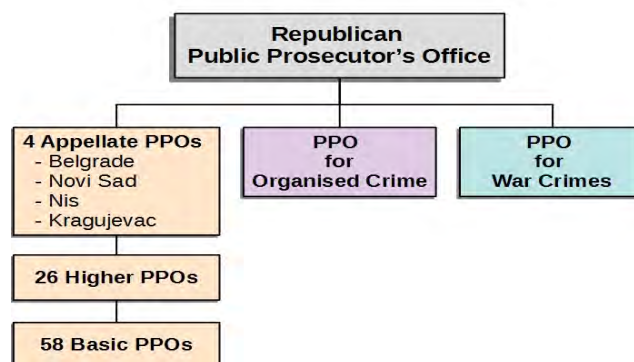 Republican
Public Prosecutor’s Office
4 Appellate PPOs
- Belgrade
- Novi Sad
- Nis
- Kragujevac
PPO
for
Organised Crime
PPO
for
War Crimes
26 Higher PPOs
58 Basic PPOs